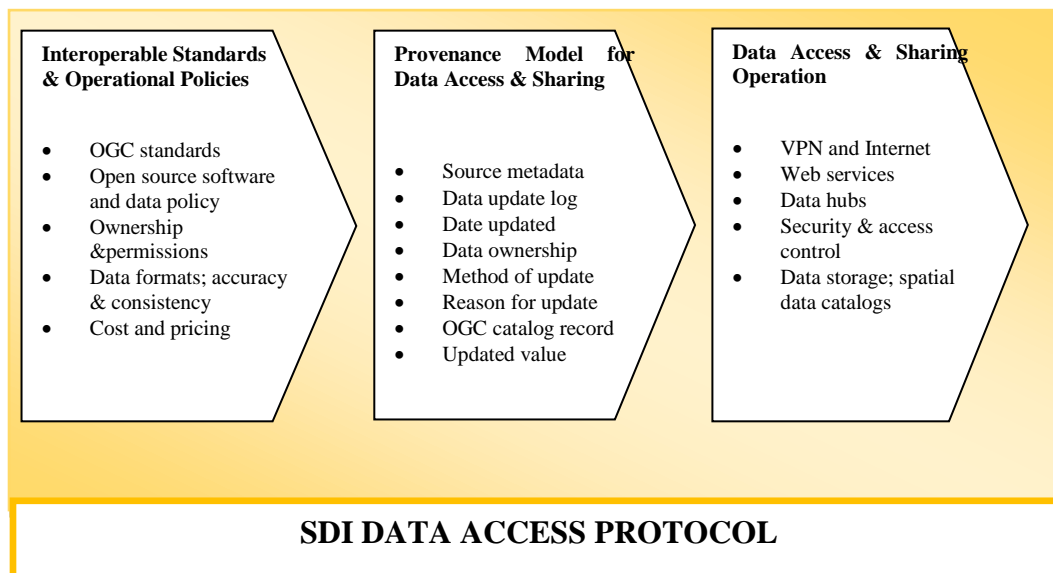 Interoperable Standards
& Operational Policies
• OGC standards
• Open source software
and data policy
• Ownership
&permissions
• Data formats; accuracy
& consistency
• Cost and pricing
Provenance Model for
Data Access & Sharing
• Source metadata
• Data update log
• Date updated
• Data ownership
• Method of update
• Reason for update
• OGC catalog record
• Updated value
Data Access & Sharing
Operation
• VPN and Internet
• Web services
• Data hubs
• Security & access
control
• Data storage; spatial
data catalogs
SDI DATA ACCESS PROTOCOL